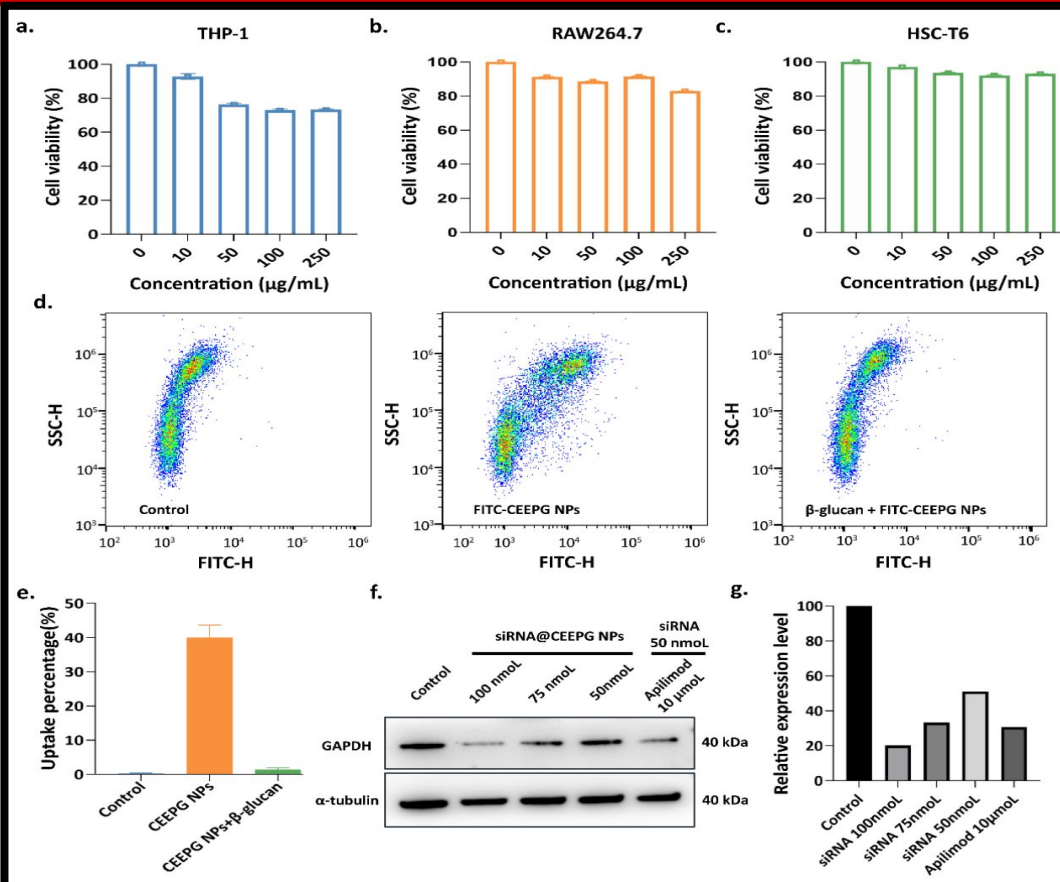 a.
THP-1
Cell viability (%)
100
80
60
40
20
0
0
10
50
100
250
Concentration (µg/mL)
b.
RAW264.7
Cell viability (%)
100
80
60
40
20
0
0
10
50
100
250
Concentration (µg/mL)
c.
HSC-T6
Cell viability (%)
100
80
60
40
20
0
0
10
50
100
250
Concentration (µg/mL)
d.
SSC-H
10⁶
10⁵
10⁴
10³
Control
10² 10³ 10⁴ 10⁵ 10⁶
FITC-H
SSC-H
10⁶
10⁵
10⁴
10³
FITC-CEEPG NPs
10² 10³ 10⁴ 10⁵ 10⁶
FITC-H
SSC-H
10⁶
10⁵
10⁴
10³
β-glucan + FITC-CEEPG NPs
10² 10³ 10⁴ 10⁵ 10⁶
FITC-H
e.
Uptake percentage(%)
50
40
30
20
10
0
Control
CEEPG NPs
CEEPG NPs+β-glucan
f.
siRNA@CEEPG NPs
siRNA
50 nmoL
Control
100 nmoL
75 nmoL
50nmoL
Apilimod
10 µmoL
GAPDH
40 kDa
α-tubulin
40 kDa
g.
Relative expression level
100
80
60
40
20
0
Control
siRNA 100nmoL
siRNA 75nmoL
siRNA 50nmoL
Apilimod 10µmoL